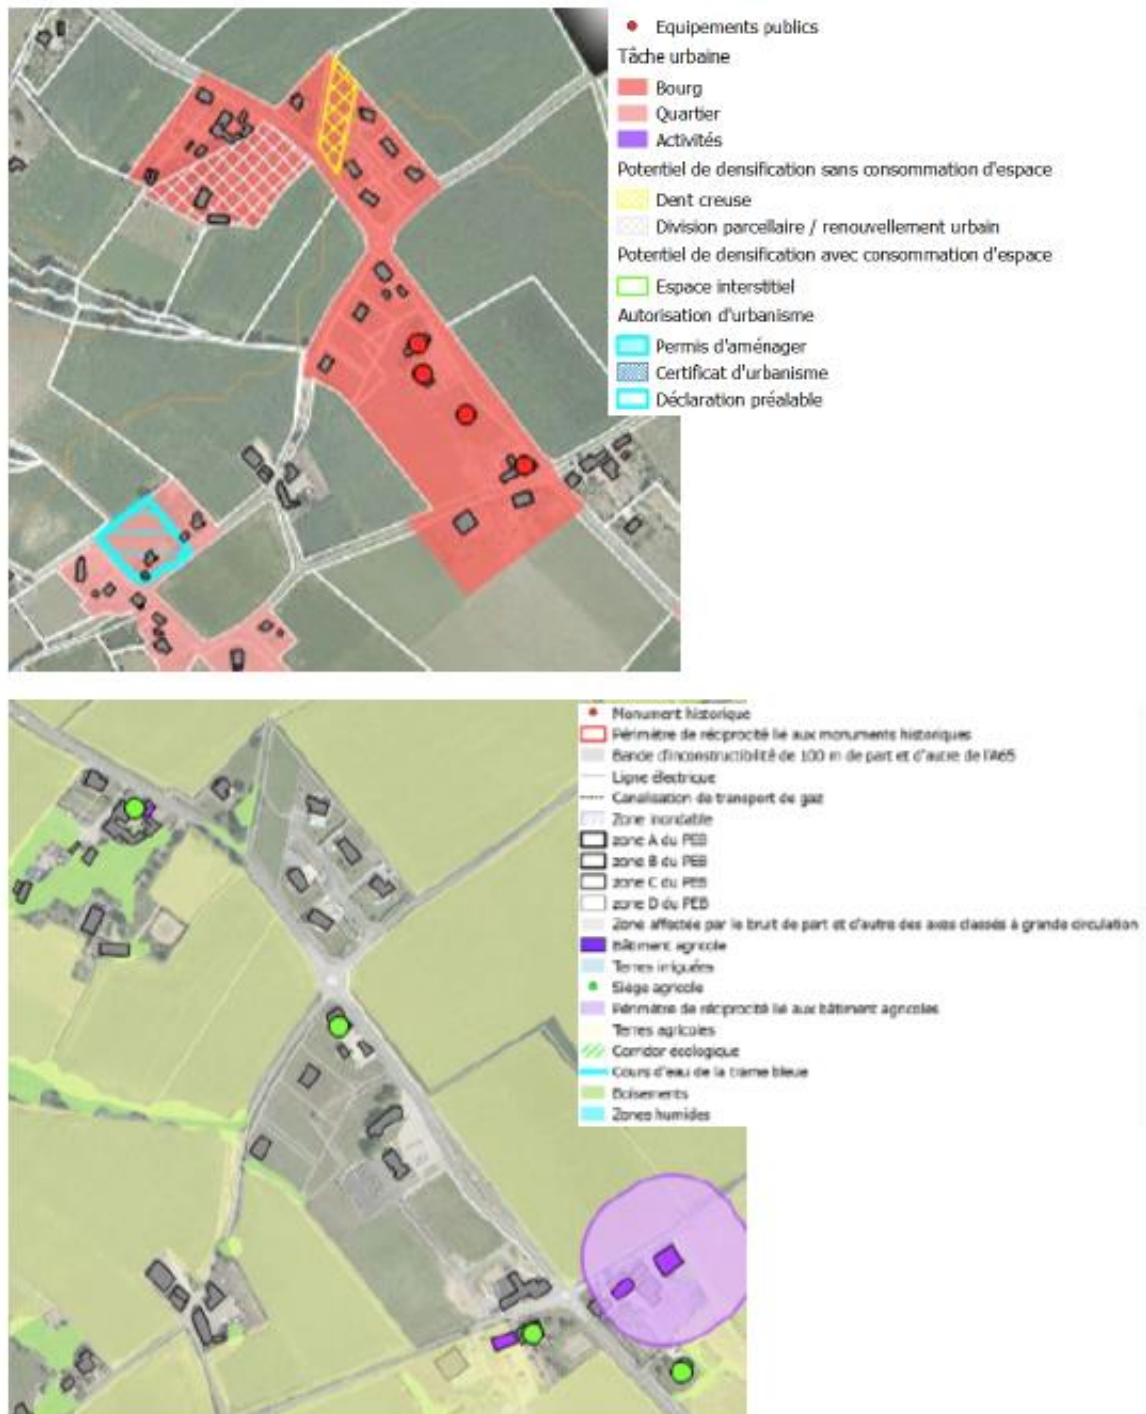 Equipements publics
Tâche urbaine
Bourg
Quartier
Activités
Potentiel de densification sans consommation d'espace
Dent creuse
Division parcellaire / renouvellement urbain
Potentiel de densification avec consommation d'espace
Espace interstitiel
Autorisation d'urbanisme
Permis d'aménager
Certificat d'urbanisme
Déclaration préalable
Monument historique
Périmètre de réciprocité lié aux monuments historiques
Bande d'inconstructibilité de 100 m de part et d'autre de l'A65
Ligne électrique
Canalisation de transport de gaz
Zone inondable
zone A du PEB
zone B du PEB
zone C du PEB
zone D du PEB
Zone affectée par le bruit de part et d'autre des axes classés à grande circulation
Bâtiment agricole
Terres irriguées
Siège agricole
Périmètre de réciprocité lié aux bâtiment agricoles
Terres agricoles
Corridor écologique
Cours d'eau de la trame bleue
Boisements
Zones humides